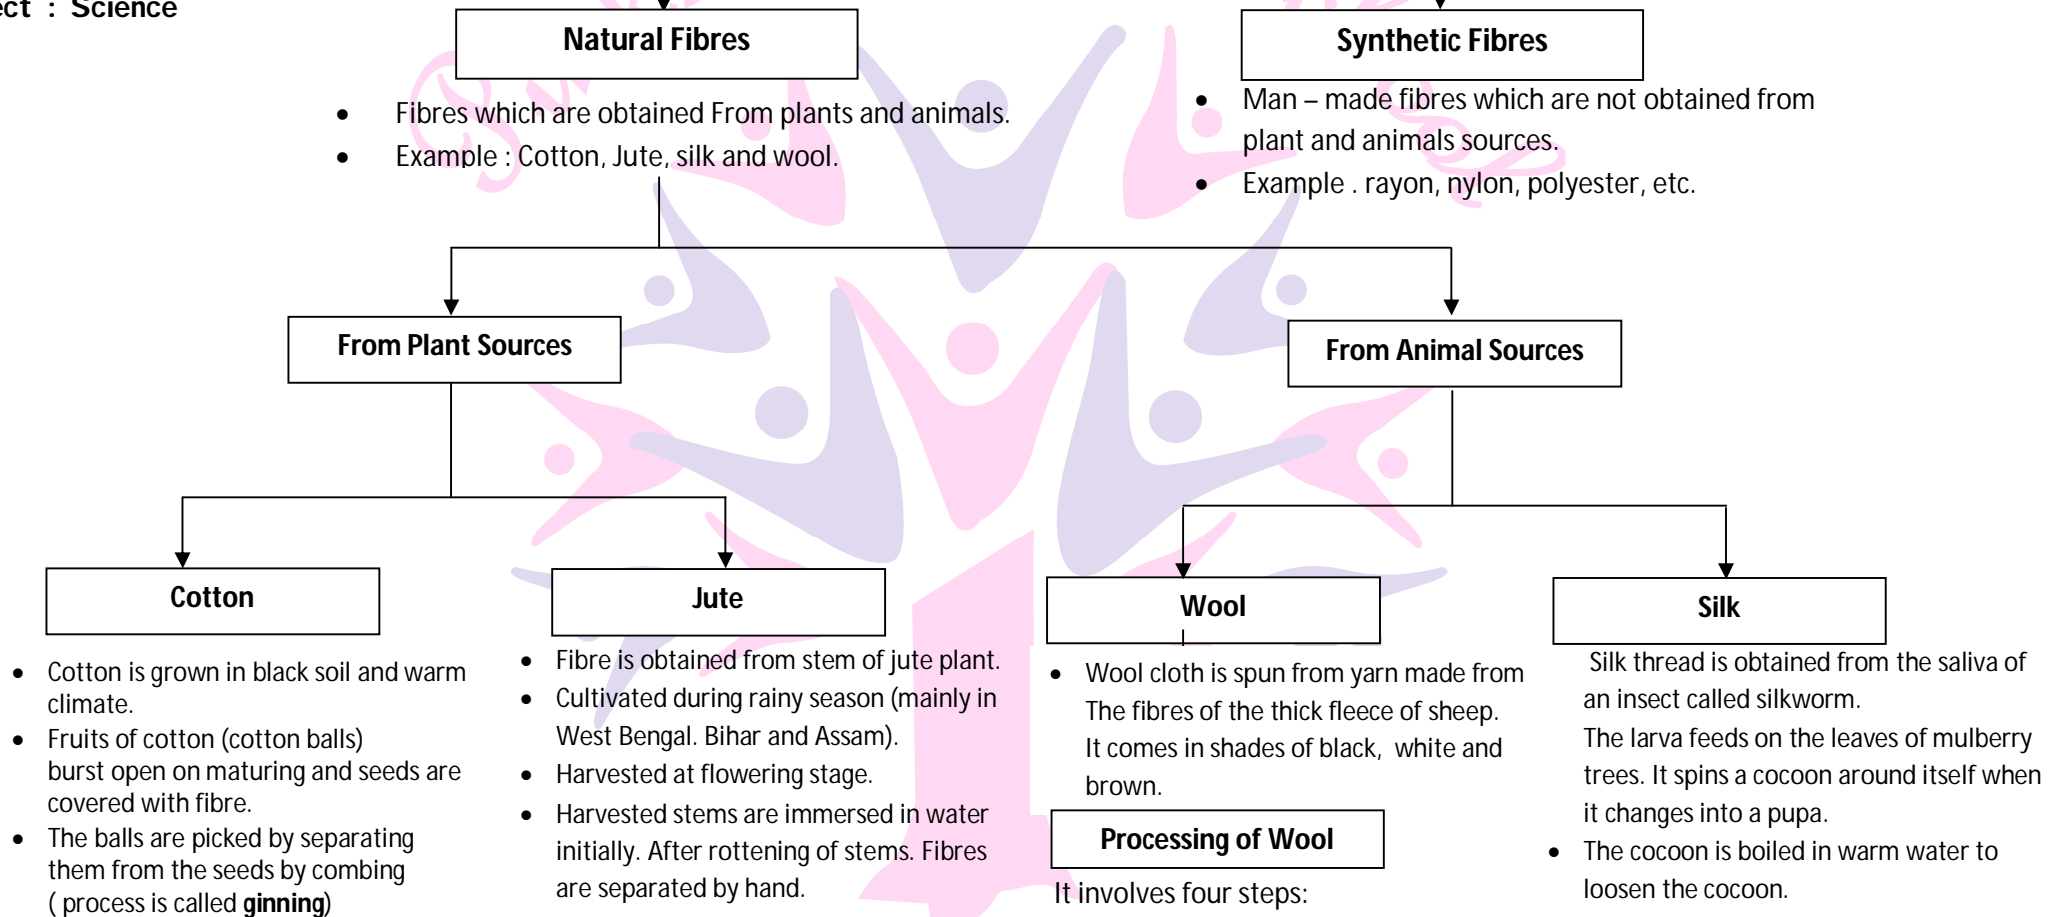 ect : Science
Natural Fibres
Synthetic Fibres
• Fibres which are obtained From plants and animals.
• Example : Cotton, Jute, silk and wool.
• Man – made fibres which are not obtained from
plant and animals sources.
• Example . rayon, nylon, polyester, etc.
From Plant Sources
From Animal Sources
Cotton
• Cotton is grown in black soil and warm
climate.
• Fruits of cotton (cotton balls)
burst open on maturing and seeds are
covered with fibre.
• The balls are picked by separating
them from the seeds by combing
( process is called ginning)
Jute
• Fibre is obtained from stem of jute plant.
• Cultivated during rainy season (mainly in
West Bengal. Bihar and Assam).
• Harvested at flowering stage.
• Harvested stems are immersed in water
initially. After rottening of stems. Fibres
are separated by hand.
Wool
• Wool cloth is spun from yarn made from
The fibres of the thick fleece of sheep.
It comes in shades of black, white and
brown.
Processing of Wool
It involves four steps:
Silk
Silk thread is obtained from the saliva of
an insect called silkworm.
The larva feeds on the leaves of mulberry
trees. It spins a cocoon around itself when
it changes into a pupa.
• The cocoon is boiled in warm water to
loosen the cocoon.